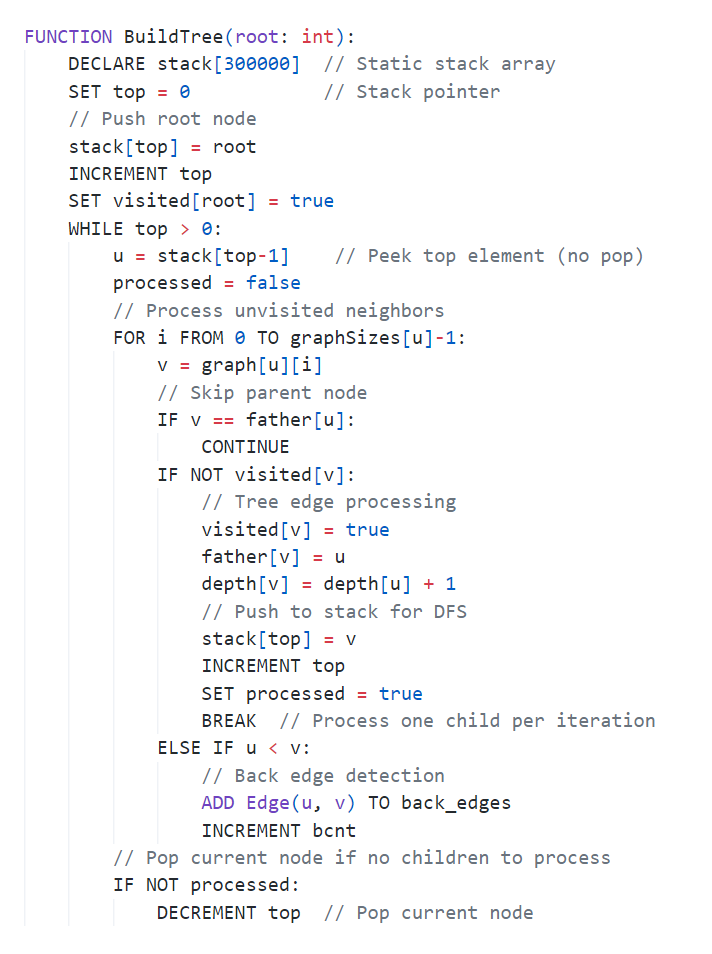 FUNCTION BuildTree(root: int):
    DECLARE stack[300000]  // Static stack array
    SET top = 0            // Stack pointer
    // Push root node
    stack[top] = root
    INCREMENT top
    SET visited[root] = true
    WHILE top > 0:
        u = stack[top-1]    // Peek top element (no pop)
        processed = false
        // Process unvisited neighbors
        FOR i FROM 0 TO graphSizes[u]-1:
            v = graph[u][i]
            // Skip parent node
            IF v == father[u]:
                CONTINUE
            IF NOT visited[v]:
                // Tree edge processing
                visited[v] = true
                father[v] = u
                depth[v] = depth[u] + 1
                // Push to stack for DFS
                stack[top] = v
                INCREMENT top
                SET processed = true
                BREAK  // Process one child per iteration
            ELSE IF u < v:
                // Back edge detection
                ADD Edge(u, v) TO back_edges
                INCREMENT bcnt
        // Pop current node if no children to process
        IF NOT processed:
            DECREMENT top  // Pop current node